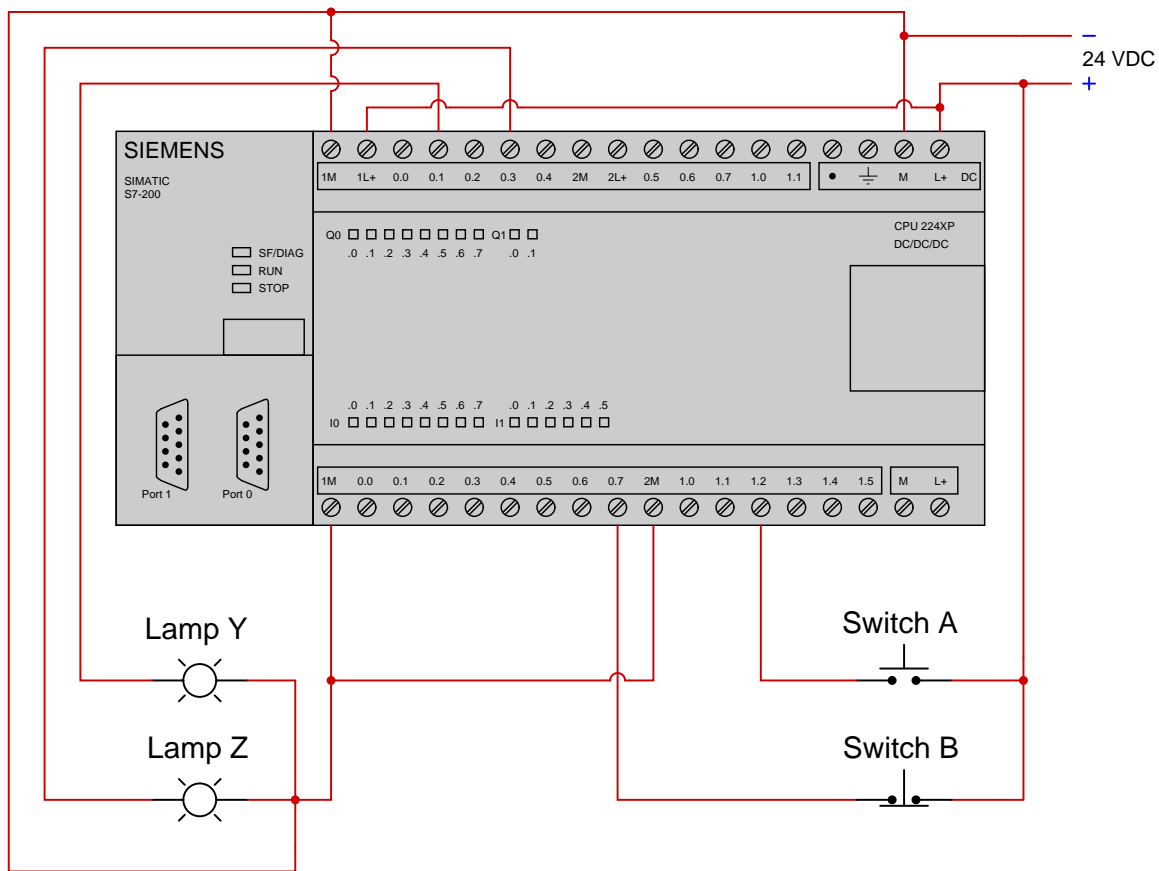 −
24 VDC
+
SIEMENS
SIMATIC
S7-200
1M 1L+ 0.0 0.1 0.2 0.3 0.4 2M 2L+ 0.5 0.6 0.7 1.0 1.1 M L+ DC
CPU 224XP
DC/DC/DC
Q0 Q1
.0 .1 .2 .3 .4 .5 .6 .7 .0 .1
SF/DIAG
RUN
STOP
.0 .1 .2 .3 .4 .5 .6 .7 .0 .1 .2 .3 .4 .5
I0 I1
1M 0.0 0.1 0.2 0.3 0.4 0.5 0.6 0.7 2M 1.0 1.1 1.2 1.3 1.4 1.5 M L+
Port 1 Port 0
Lamp Y
Switch A
Lamp Z
Switch B